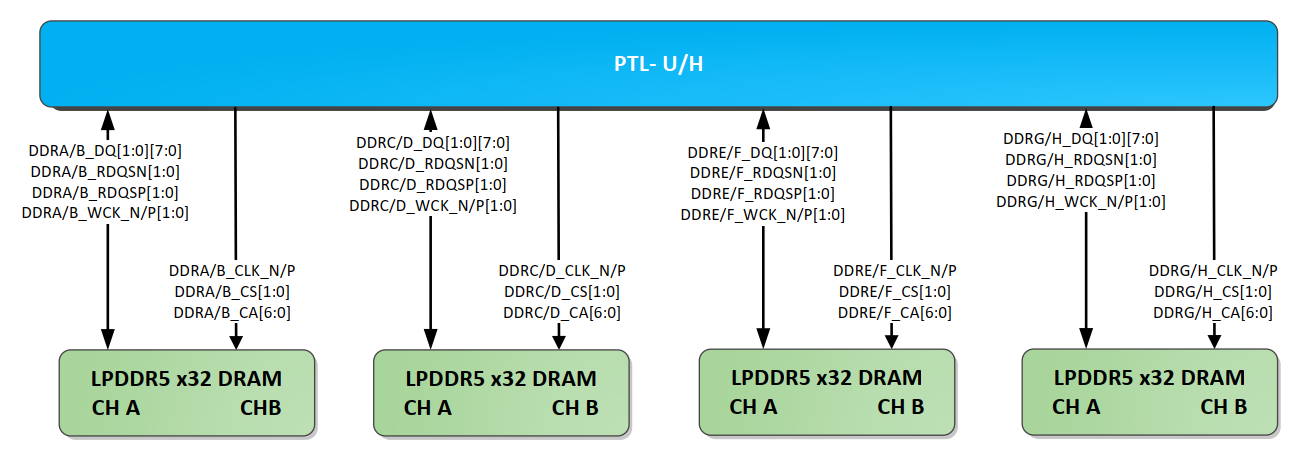 PTL- U/H
DDRA/B_DQ[1:0][7:0]
DDRA/B_RDQSN[1:0]
DDRA/B_RDQSP[1:0]
DDRA/B_WCK_N/P[1:0]
DDRA/B_CLK_N/P
DDRA/B_CS[1:0]
DDRA/B_CA[6:0]
DDRC/D_DQ[1:0][7:0]
DDRC/D_RDQSN[1:0]
DDRC/D_RDQSP[1:0]
DDRC/D_WCK_N/P[1:0]
DDRC/D_CLK_N/P
DDRC/D_CS[1:0]
DDRC/D_CA[6:0]
DDRE/F_DQ[1:0][7:0]
DDRE/F_RDQSN[1:0]
DDRE/F_RDQSP[1:0]
DDRE/F_WCK_N/P[1:0]
DDRE/F_CLK_N/P
DDRE/F_CS[1:0]
DDRE/F_CA[6:0]
DDRG/H_DQ[1:0][7:0]
DDRG/H_RDQSN[1:0]
DDRG/H_RDQSP[1:0]
DDRG/H_WCK_N/P[1:0]
DDRG/H_CLK_N/P
DDRG/H_CS[1:0]
DDRG/H_CA[6:0]
LPDDR5 x32 DRAM
CH A CHB
LPDDR5 x32 DRAM
CH A CH B
LPDDR5 x32 DRAM
CH A CH B
LPDDR5 x32 DRAM
CH A CH B